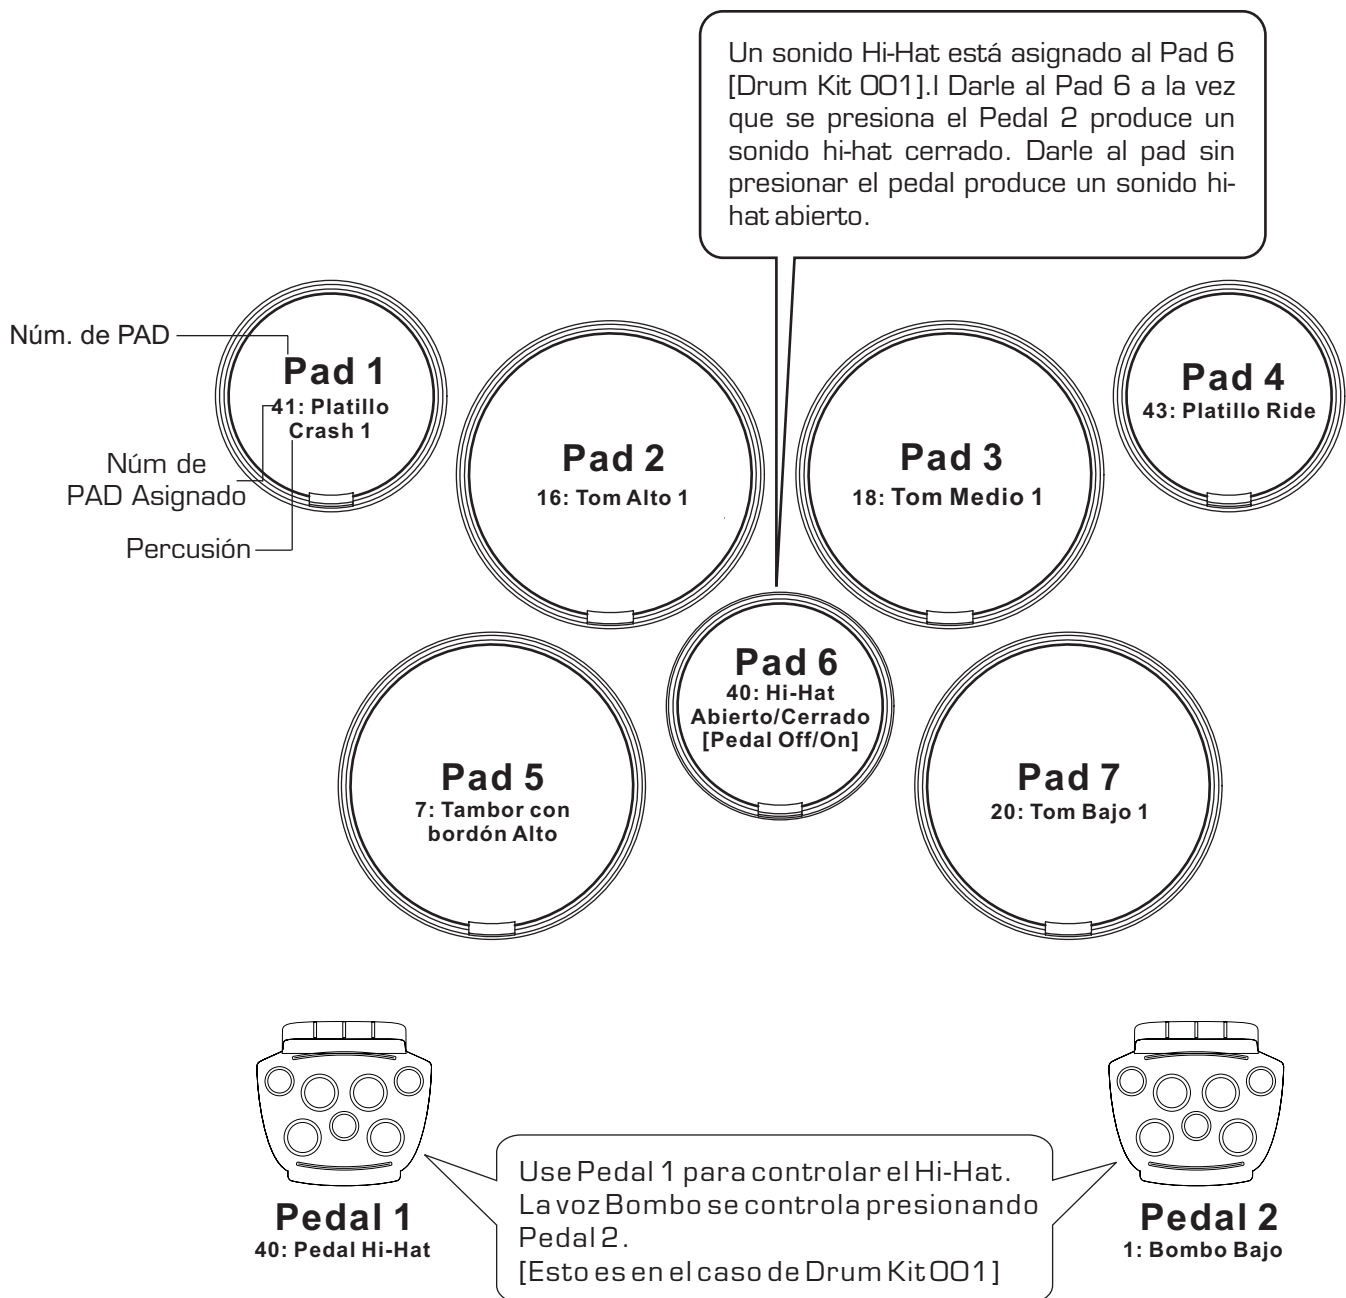 Un sonido Hi-Hat está asignado al Pad 6
[Drum Kit 001].l Darle al Pad 6 a la vez
que se presiona el Pedal 2 produce un
sonido hi-hat cerrado. Darle al pad sin
presionar el pedal produce un sonido hi-
hat abierto.
Núm. de PAD
Pad 1
41: Platillo
Crash 1
Núm de
PAD Asignado
Percusión
Pad 2
16: Tom Alto 1
Pad 3
18: Tom Medio 1
Pad 4
43: Platillo Ride
Pad 5
7: Tambor con
bordón Alto
Pad 6
40: Hi-Hat
Abierto/Cerrado
[Pedal Off/On]
Pad 7
20: Tom Bajo 1
Pedal 1
40: Pedal Hi-Hat
Use Pedal 1 para controlar el Hi-Hat.
La voz Bombo se controla presionando
Pedal 2.
[Esto es en el caso de Drum Kit 001]
Pedal 2
1: Bombo Bajo